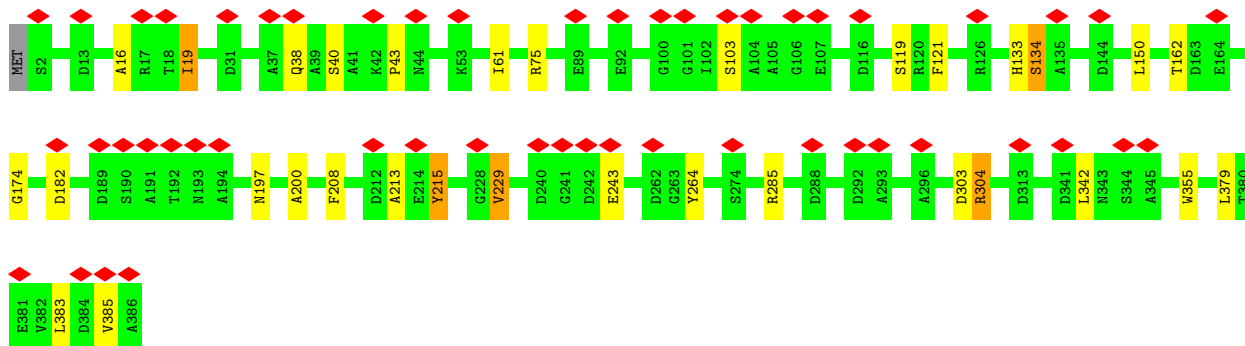 MET S2 D13 A16 R17 T18 I19 D31 A37 Q38 A39 S40 A41 K42 P43 N44 K53 I61 R75 E89 E92 G100 G101 I102 S103 A104 A105 G106 E107 D116 S119 R120 F121 R126 H133 S134 A135 D144 L150 T162 D163 E164
G174 D182 D189 S190 A191 T192 N193 A194 N197 A200 F208 D212 A213 E214 Y215 G228 V229 D240 G241 D242 E243 D262 G263 Y264 S274 R285 D288 D292 A293 A296 D303 R304 D313 D341 L342 N343 S344 A345 W355 L379 T380
E381 V382 L383 D384 V385 A386